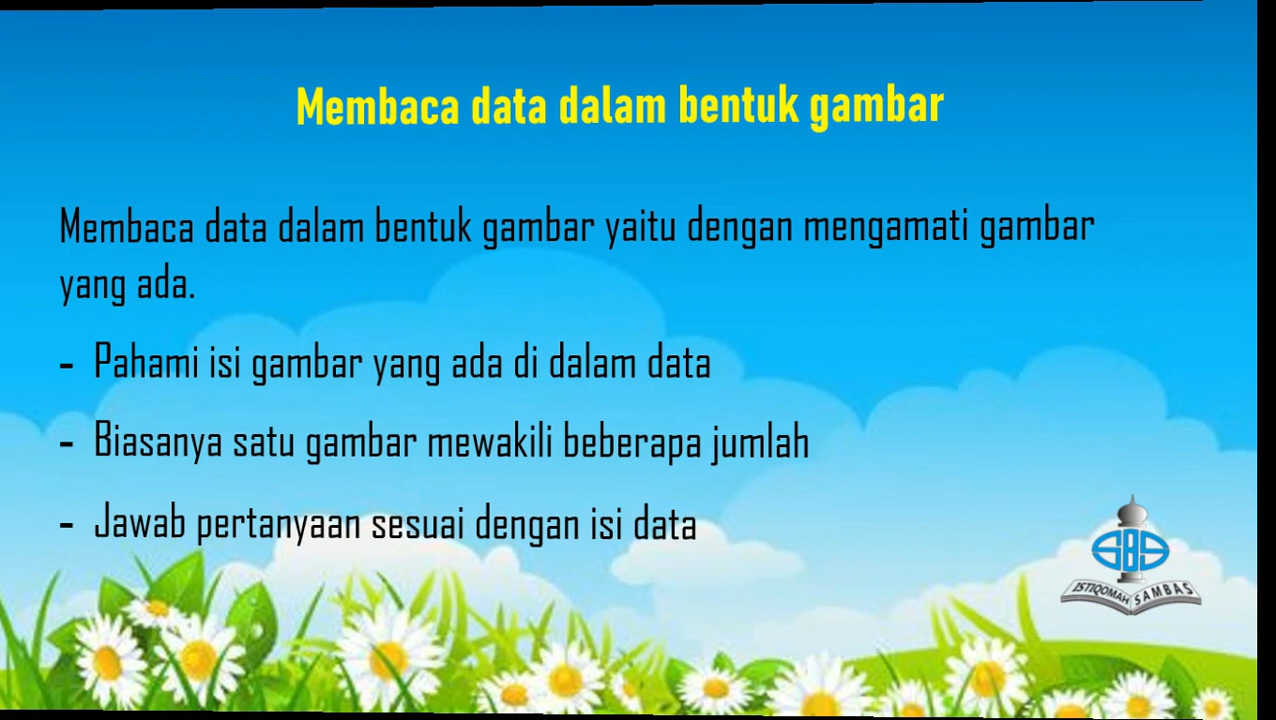 Membaca data dalam bentuk gambar
Membaca data dalam bentuk gambar yaitu dengan mengamati gambar
yang ada.
- Pahami isi gambar yang ada di dalam data
- Biasanya satu gambar mewakili beberapa jumlah
- Jawab pertanyaan sesuai dengan isi data
SBS
ISTIQOMAH SAMBAS